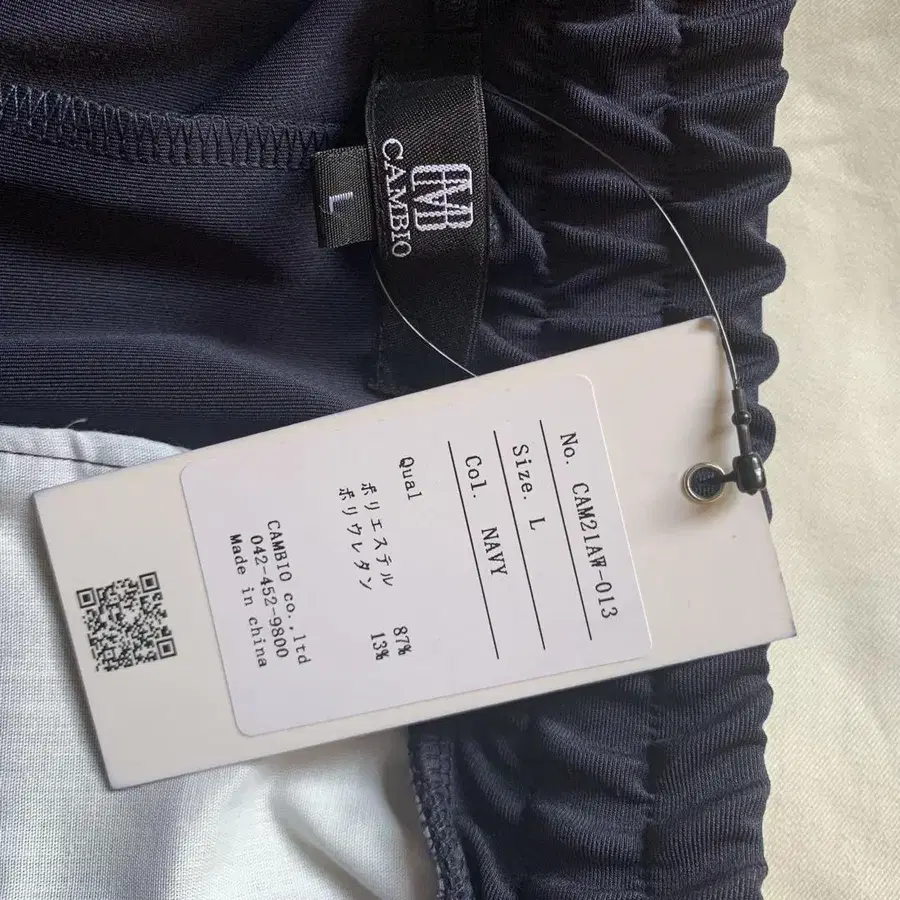 CAMBIO
L
No. CAM21AW-013
Size. L
Col. NAVY
Qual
ポリエステル 87%
ポリウレタン 13%
CAMBIO co.,ltd
042-452-9800
Made in china